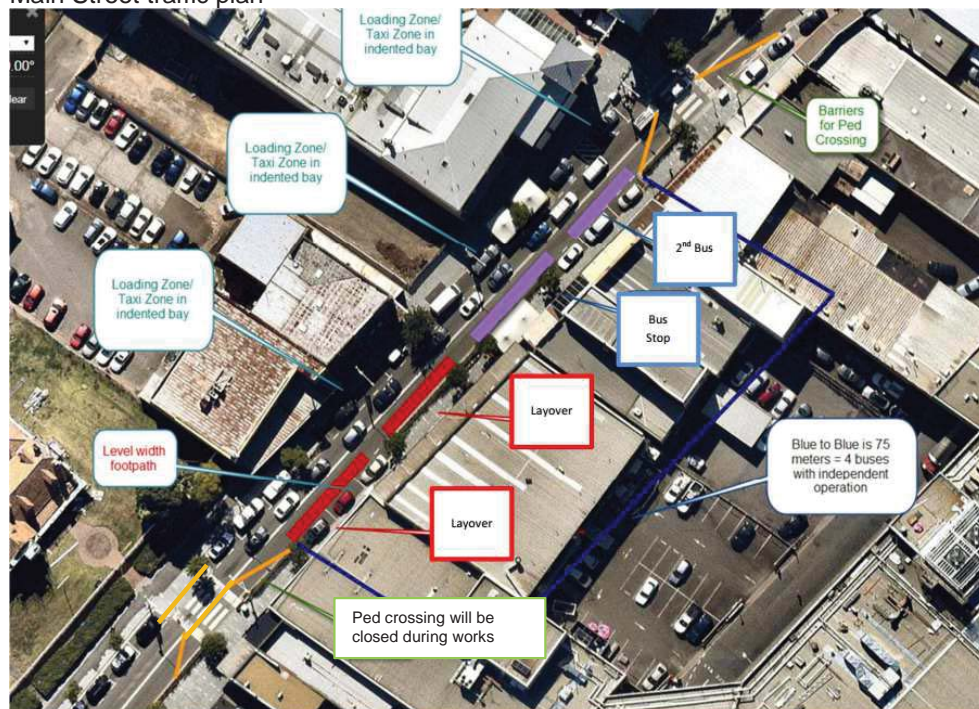 Main Street traffic plan
.00°
lear
Loading Zone/
Taxi Zone in
indented bay
Barriers
for Ped
Crossing
Loading Zone/
Taxi Zone in
indented bay
2nd Bus
Loading Zone/
Taxi Zone in
indented bay
Bus
Stop
Layover
Level width
footpath
Blue to Blue is 75
meters = 4 buses
with independent
operation
Layover
Ped crossing will be
closed during works